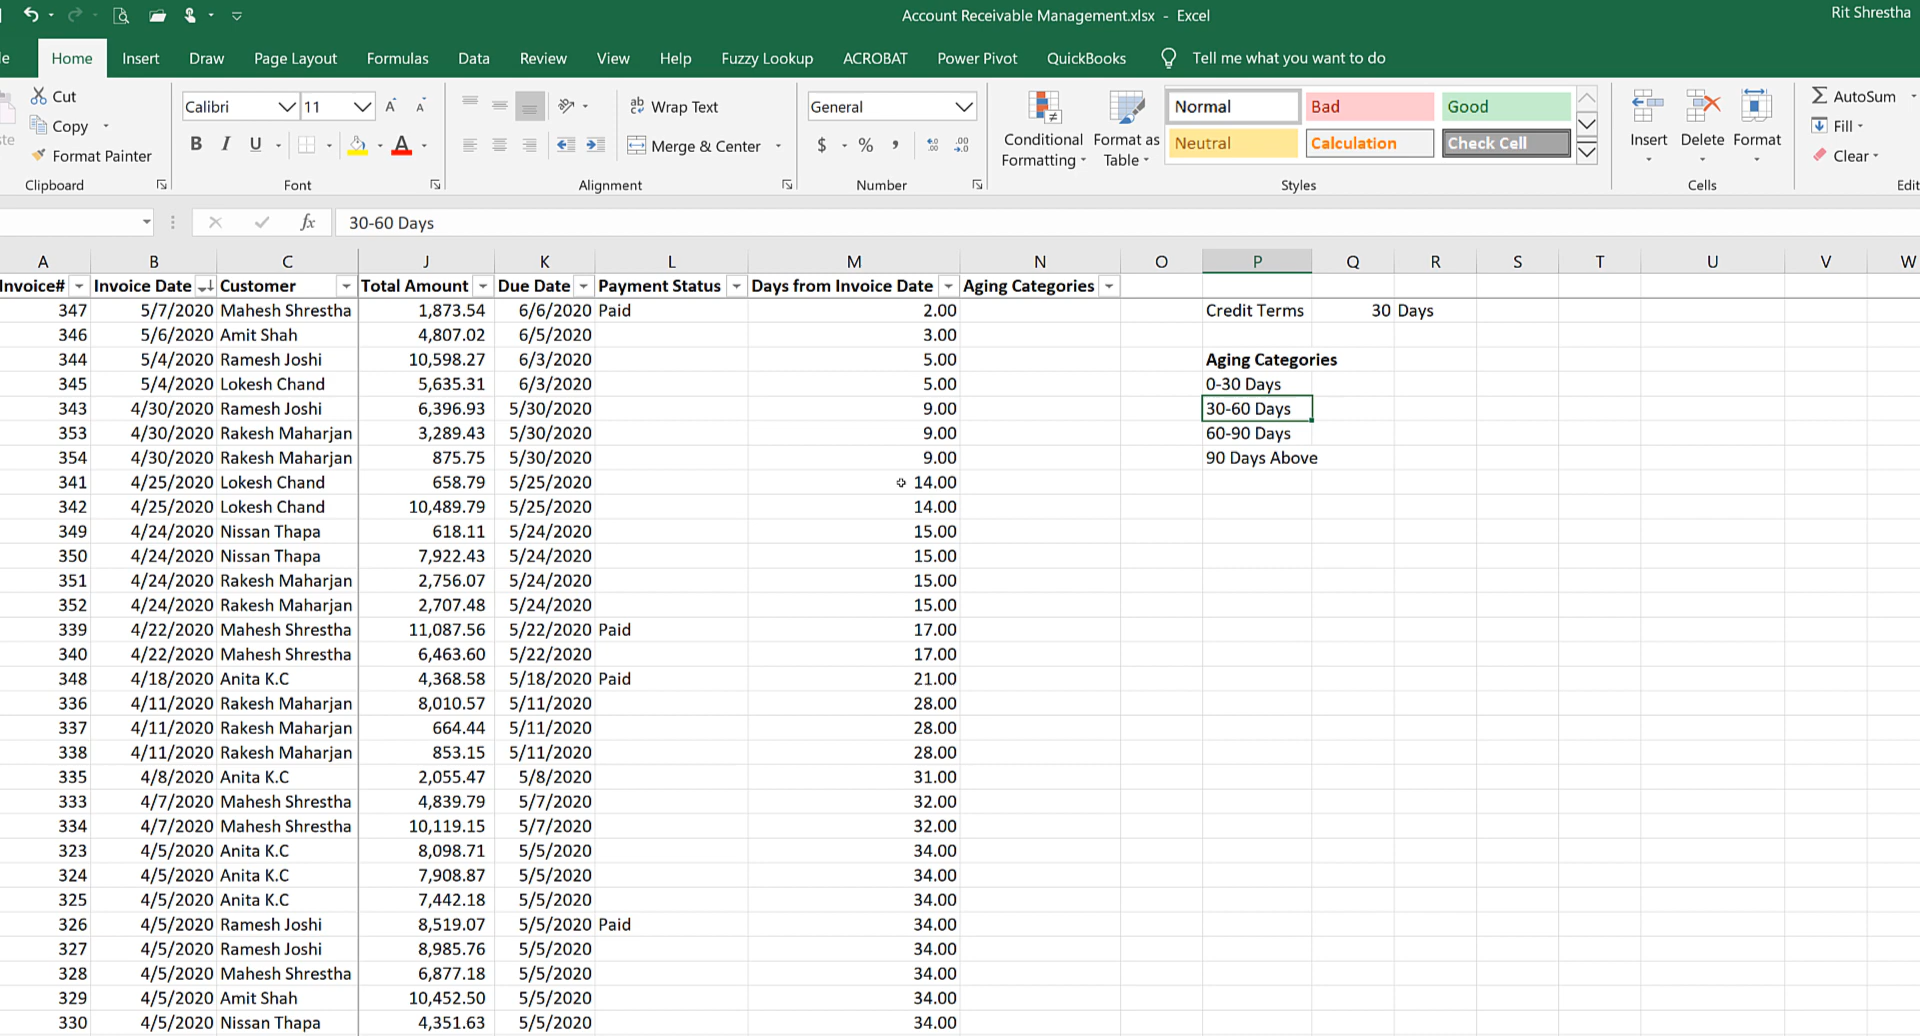 Account Receivable Management.xlsx - Excel
Rit Shrestha
Home Insert Draw Page Layout Formulas Data Review View Help Fuzzy Lookup ACROBAT Power Pivot QuickBooks Tell me what you want to do
Cut
Copy
Format Painter
Clipboard
Calibri 11
B I U
Font
Wrap Text
Merge & Center
Alignment
General
$ % ,
Number
Conditional Formatting
Format as Table
Normal Bad Good
Neutral Calculation Check Cell
Styles
Insert Delete Format
Cells
AutoSum
Fill
Clear
fx 30-60 Days
A B C J K L M N O P Q R S T U V W
Invoice# Invoice Date Customer Total Amount Due Date Payment Status Days from Invoice Date Aging Categories
347 5/7/2020 Mahesh Shrestha 1,873.54 6/6/2020 Paid 2.00 Credit Terms 30 Days
346 5/6/2020 Amit Shah 4,807.02 6/5/2020 3.00
344 5/4/2020 Ramesh Joshi 10,598.27 6/3/2020 5.00 Aging Categories
345 5/4/2020 Lokesh Chand 5,635.31 6/3/2020 5.00 0-30 Days
343 4/30/2020 Ramesh Joshi 6,396.93 5/30/2020 9.00 30-60 Days
353 4/30/2020 Rakesh Maharjan 3,289.43 5/30/2020 9.00 60-90 Days
354 4/30/2020 Rakesh Maharjan 875.75 5/30/2020 9.00 90 Days Above
341 4/25/2020 Lokesh Chand 658.79 5/25/2020 14.00
342 4/25/2020 Lokesh Chand 10,489.79 5/25/2020 14.00
349 4/24/2020 Nissan Thapa 618.11 5/24/2020 15.00
350 4/24/2020 Nissan Thapa 7,922.43 5/24/2020 15.00
351 4/24/2020 Rakesh Maharjan 2,756.07 5/24/2020 15.00
352 4/24/2020 Rakesh Maharjan 2,707.48 5/24/2020 15.00
339 4/22/2020 Mahesh Shrestha 11,087.56 5/22/2020 Paid 17.00
340 4/22/2020 Mahesh Shrestha 6,463.60 5/22/2020 17.00
348 4/18/2020 Anita K.C 4,368.58 5/18/2020 Paid 21.00
336 4/11/2020 Rakesh Maharjan 8,010.57 5/11/2020 28.00
337 4/11/2020 Rakesh Maharjan 664.44 5/11/2020 28.00
338 4/11/2020 Rakesh Maharjan 853.15 5/11/2020 28.00
335 4/8/2020 Anita K.C 2,055.47 5/8/2020 31.00
333 4/7/2020 Mahesh Shrestha 4,839.79 5/7/2020 32.00
334 4/7/2020 Mahesh Shrestha 10,119.15 5/7/2020 32.00
323 4/5/2020 Anita K.C 8,098.71 5/5/2020 34.00
324 4/5/2020 Anita K.C 7,908.87 5/5/2020 34.00
325 4/5/2020 Anita K.C 7,442.18 5/5/2020 34.00
326 4/5/2020 Ramesh Joshi 8,519.07 5/5/2020 Paid 34.00
327 4/5/2020 Ramesh Joshi 8,985.76 5/5/2020 34.00
328 4/5/2020 Mahesh Shrestha 6,877.18 5/5/2020 34.00
329 4/5/2020 Amit Shah 10,452.50 5/5/2020 34.00
330 4/5/2020 Nissan Thapa 4,351.63 5/5/2020 34.00